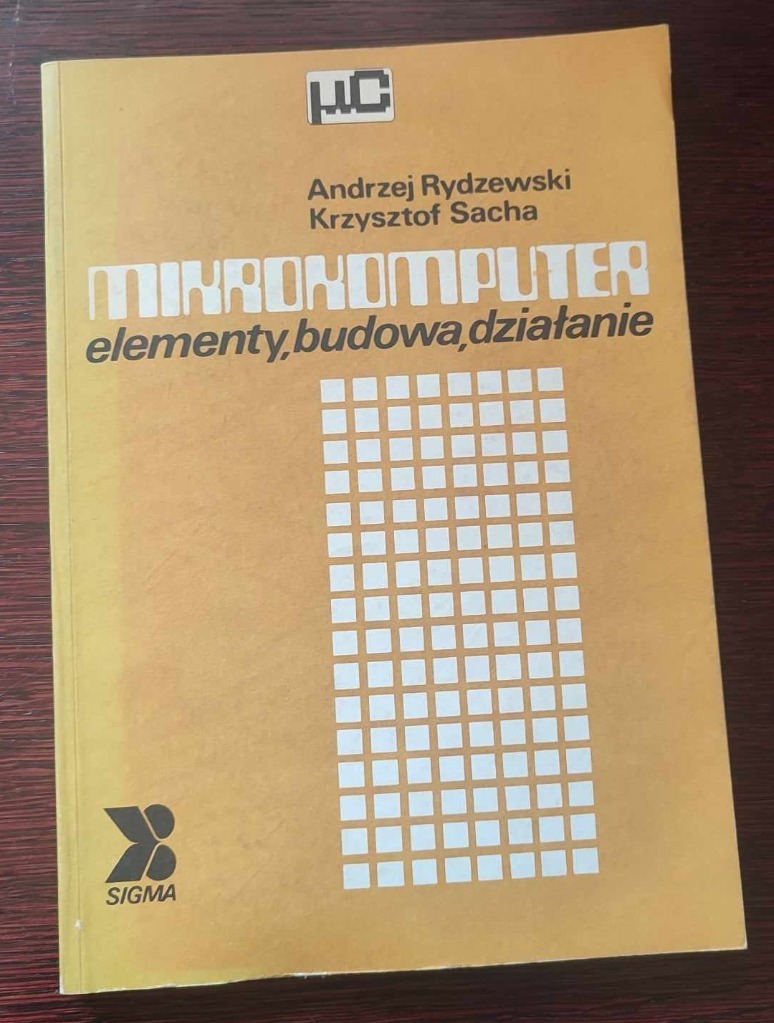 µC
Andrzej Rydzewski
Krzysztof Sacha
MIKROKOMPUTER
elementy, budowa, działanie
SIGMA